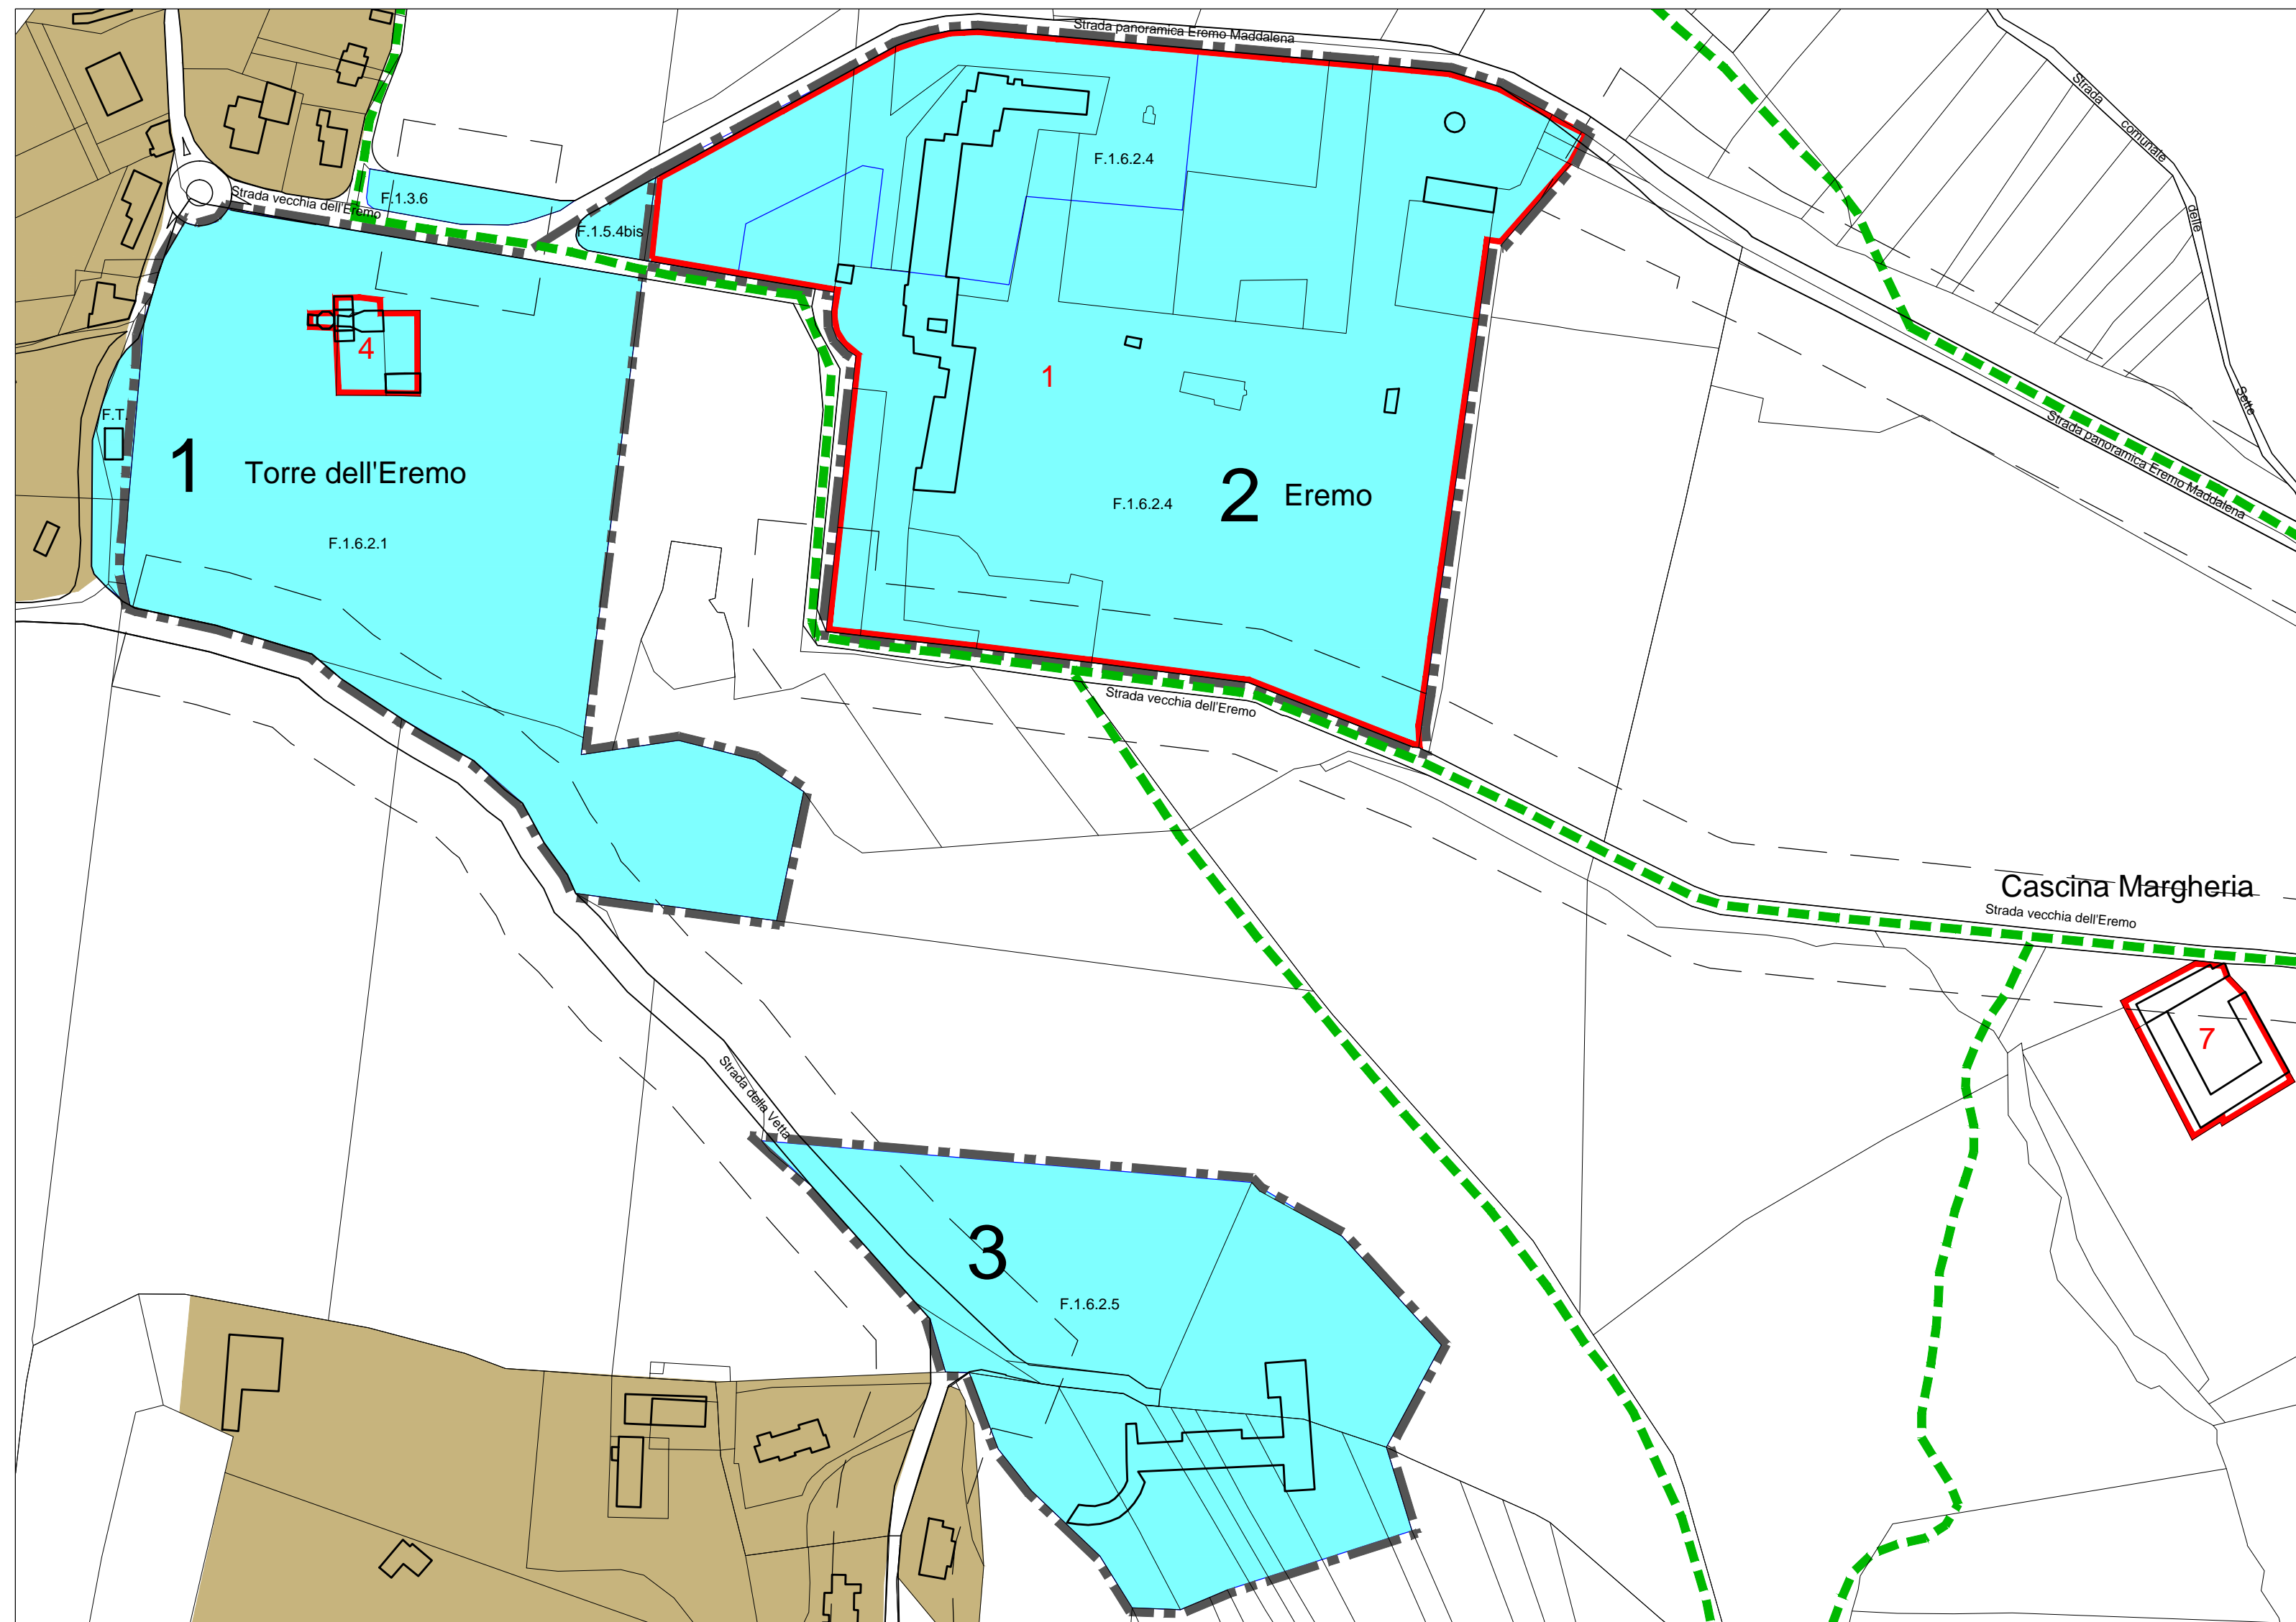 Strada panoramica Eremo Maddalena
Strada
comunale
delle
Sette
F.1.6.2.4
F.1.3.6
Strada vecchia dell'Eremo
F.1.5.4bis
4
1
F.T.
1
Torre dell'Eremo
2
Eremo
F.1.6.2.4
F.1.6.2.1
Strada panoramica Eremo Maddalena
Strada vecchia dell'Eremo
Cascina Margheria
Strada vecchia dell'Eremo
7
Strada della Vetta
3
F.1.6.2.5